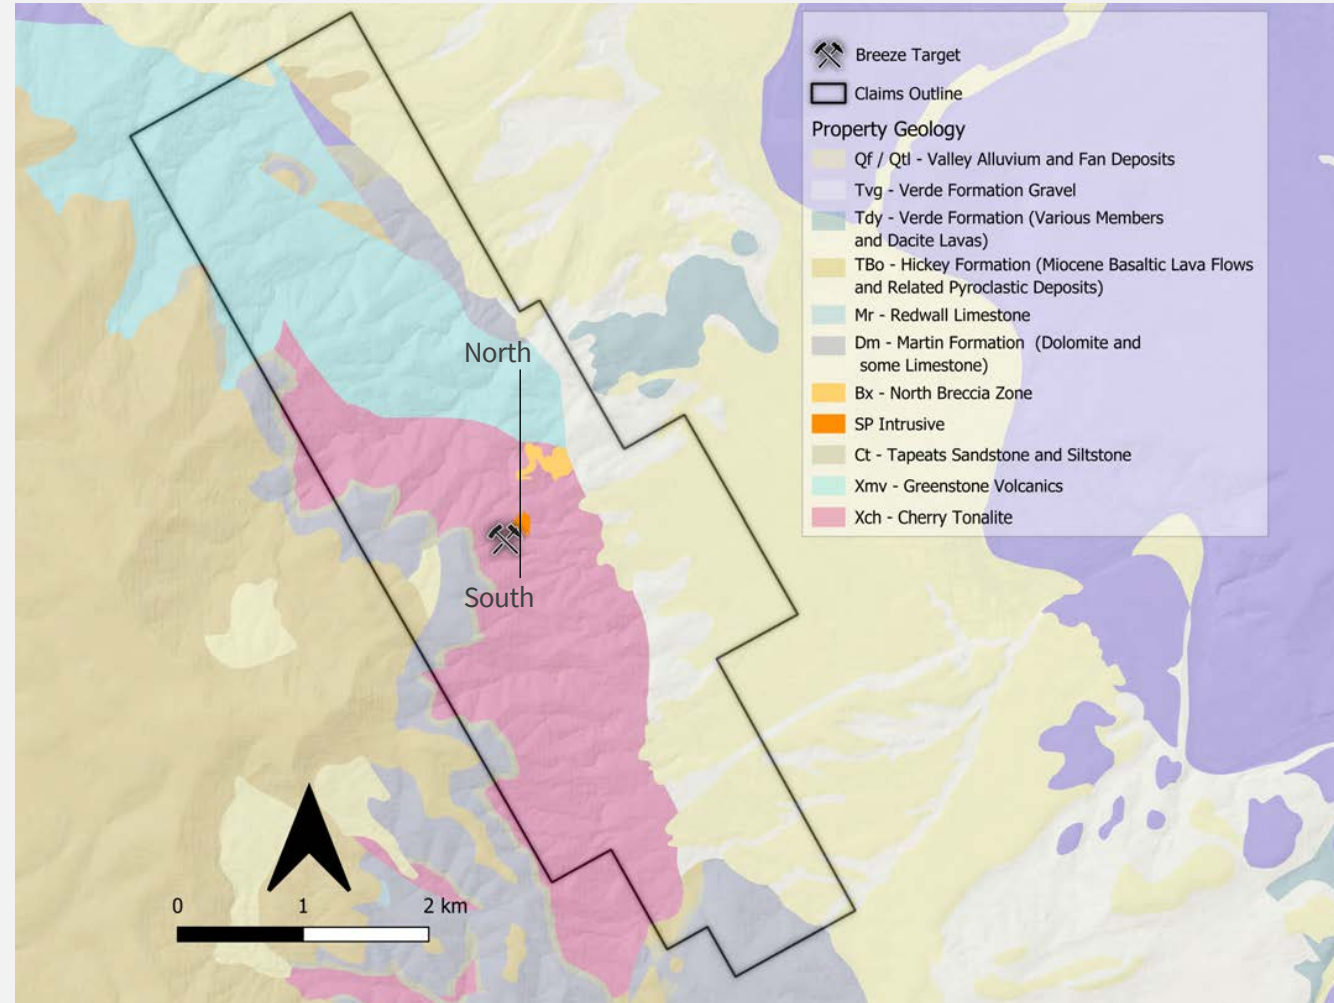 Breeze Target
Claims Outline
Property Geology
Qf / Qtl - Valley Alluvium and Fan Deposits
Tvg - Verde Formation Gravel
Tdy - Verde Formation (Various Members
and Dacite Lavas)
TBo - Hickey Formation (Miocene Basaltic Lava Flows
and Related Pyroclastic Deposits)
Mr - Redwall Limestone
Dm - Martin Formation (Dolomite and
some Limestone)
Bx - North Breccia Zone
SP Intrusive
Ct - Tapeats Sandstone and Siltstone
Xmv - Greenstone Volcanics
Xch - Cherry Tonalite
North
South
0 1 2 km